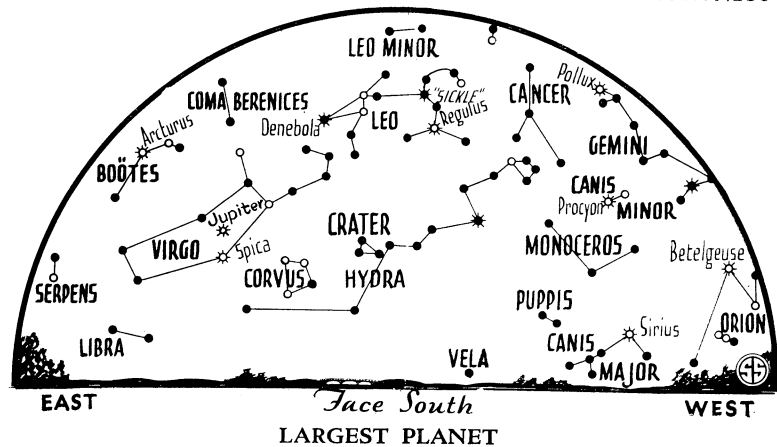 LEO MINOR
Pollux
COMA BERENICES
"SICKLE"
CANCER
Arcturus
Denebola
LEO
Regulus
GEMINI
BOÖTES
CANIS
MINOR
Procyon
Jupiter
CRATER
VIRGO
Spica
MONOCEROS
Betelgeuse
CORVUS
HYDRA
SERPENS
PUPPIS
ORION
Sirius
LIBRA
CANIS
MAJOR
VELA
EAST
Face South
WEST
LARGEST PLANET